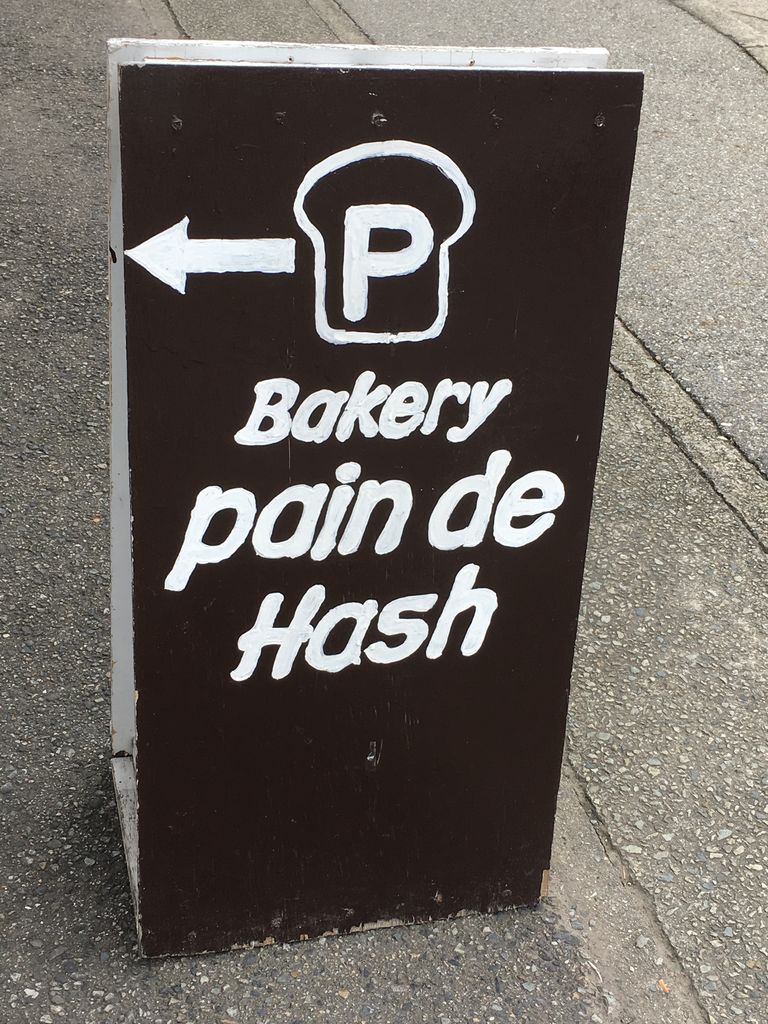 P
Bakery
pain de
Hash